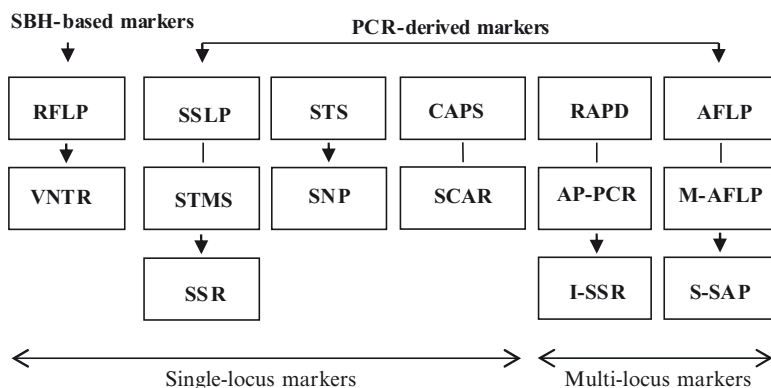 SBH-based markers
PCR-derived markers
RFLP
SSLP
STS
CAPS
RAPD
AFLP
VNTR
STMS
SNP
SCAR
AP-PCR
M-AFLP
SSR
I-SSR
S-SAP
Single-locus markers
Multi-locus markers